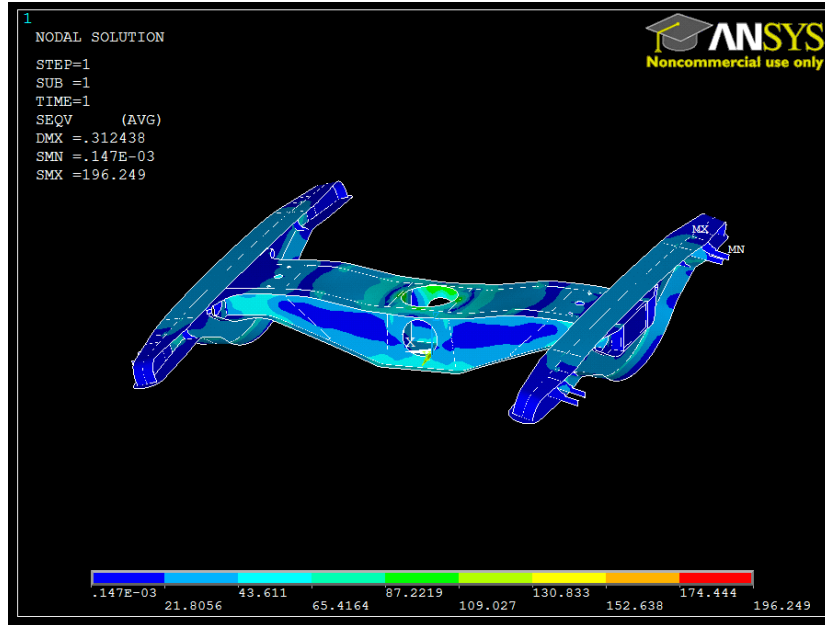 1
NODAL SOLUTION
STEP=1
SUB =1
TIME=1
SEQV (AVG)
DMX =.312438
SMN =.147E-03
SMX =196.249
ANSYS
Noncommercial use only
MX
MN
X
.147E-03 43.611 87.2219 130.833 174.444
21.8056 65.4164 109.027 152.638 196.249